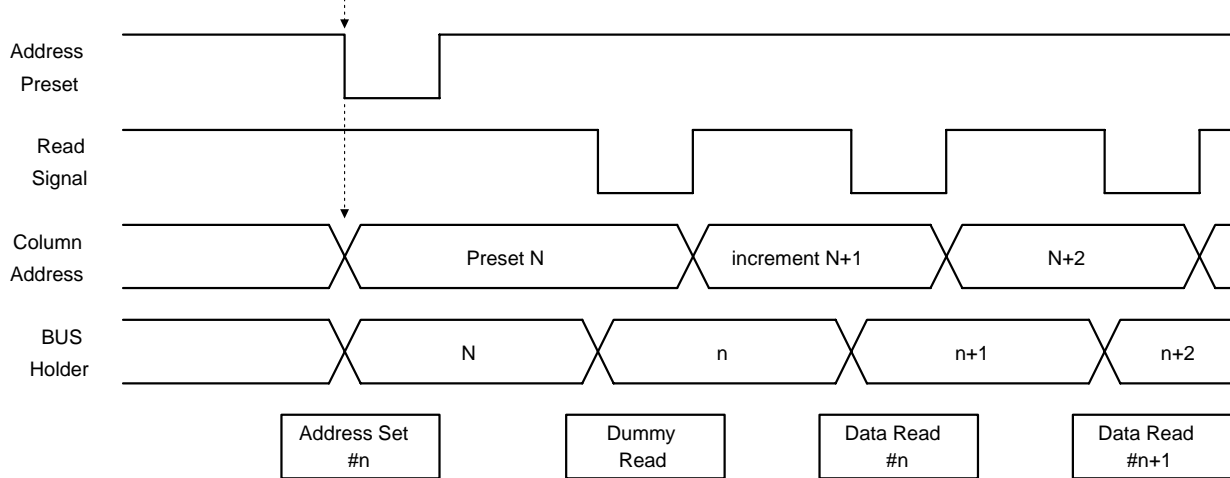 Address
Preset
Read
Signal
Column
Address
Preset N
increment N+1
N+2
BUS
Holder
N
n
n+1
n+2
Address Set
#n
Dummy
Read
Data Read
#n
Data Read
#n+1